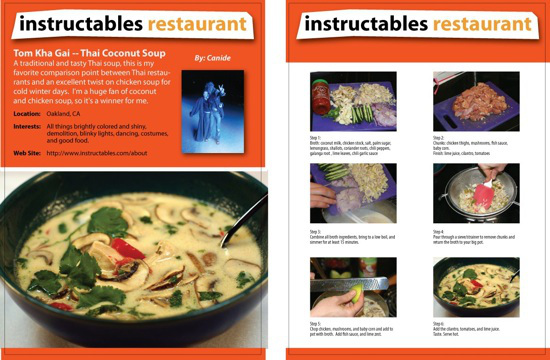 instructables restaurant
Tom Kha Gai -- Thai Coconut Soup
A traditional and tasty Thai soup, this is my
favorite comparison point between Thai restau-
rants and an excellent twist on chicken soup for
cold winter days. I'm a huge fan of coconut
and chicken soup, so it's a winner for me.
By: Canide
Location: Oakland, CA
Interests: All things brightly colored and shiny,
demolition, blinky lights, dancing, costumes,
and good food.
Web Site: http://www.instructables.com/about
instructables restaurant
Step 1:
Broth: coconut milk, chicken stock, salt, palm sugar,
lemongrass, shallots, coriander roots, chili peppers,
galanga root, lime leaves, chili garlic sauce
Step 2:
Chunks: chicken thighs, mushrooms, fish sauce,
baby corn.
Finish: lime juice, cilantro, tomatoes
Step 3:
Combine all broth ingredients, bring to a low boil, and
simmer for at least 15 minutes.
Step 4:
Pour through a sieve/strainer to remove chunks and
return the broth to your big pot.
Step 5:
Chop chicken, mushrooms, and baby corn and add to
pot with broth. Add fish sauce, and lime zest.
Step 6:
Add the cilantro, tomatoes, and lime juice.
Taste. Serve hot.